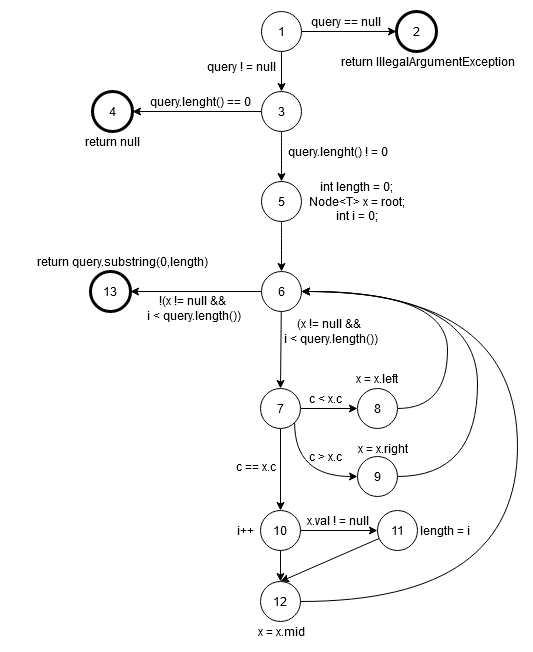 1
query == null
2
return IllegalArgumentException
query ! = null
3
query.lenght() == 0
4
return null
query.lenght() ! = 0
5
int length = 0;
Node<T> x = root;
int i = 0;
return query.substring(0,length)
13
6
!(x != null &&
i < query.length())
(x != null &&
i < query.length())
x = x.left
7
c < x.c
8
x = x.right
c > x.c
9
c == x.c
i++
10
x.val ! = null
11
length = i
12
x = x.mid